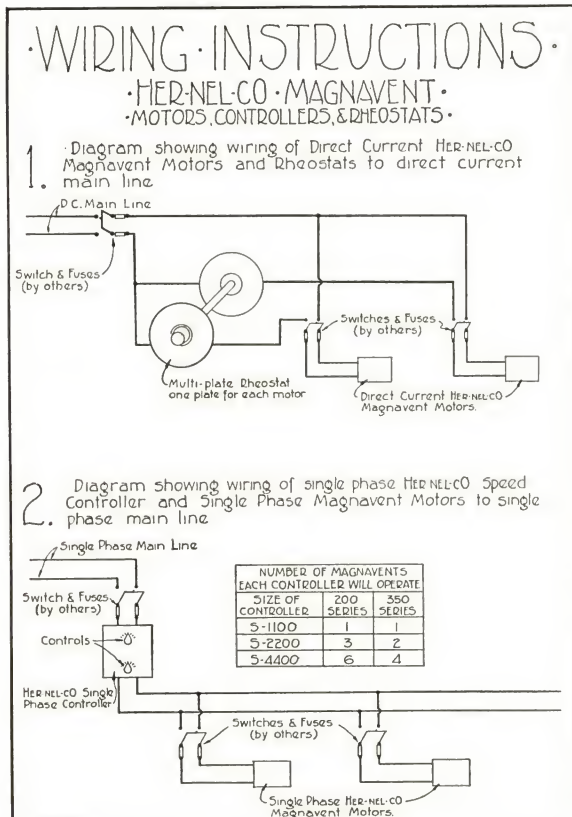 ·WIRING·INSTRUCTIONS·
·HER-NEL-CO·MAGNAVENT·
·MOTORS, CONTROLLERS, & RHEOSTATS·
1. ·Diagram showing wiring of Direct Current HER-NEL-CO
Magnavent Motors and Rheostats to direct current
main line
D.C. Main Line
Switch & Fuses
(by others)
Switches & Fuses
(by others)
Multi-plate Rheostat
one plate for each motor
Direct Current HER-NEL-CO
Magnavent Motors.
2. Diagram showing wiring of single phase HER NEL-CO Speed
Controller and Single Phase Magnavent Motors to single
phase main line
Single Phase Main Line
Switch & Fuses
(by others)
Controls
HER NEL-CO Single
Phase Controller
NUMBER OF MAGNAVENTS
EACH CONTROLLER WILL OPERATE
SIZE OF CONTROLLER 200 SERIES 350 SERIES
S-1100 1 1
S-2200 3 2
S-4400 6 4
Switches & Fuses
(by others)
Single Phase HER-NEL-CO
Magnavent Motors.